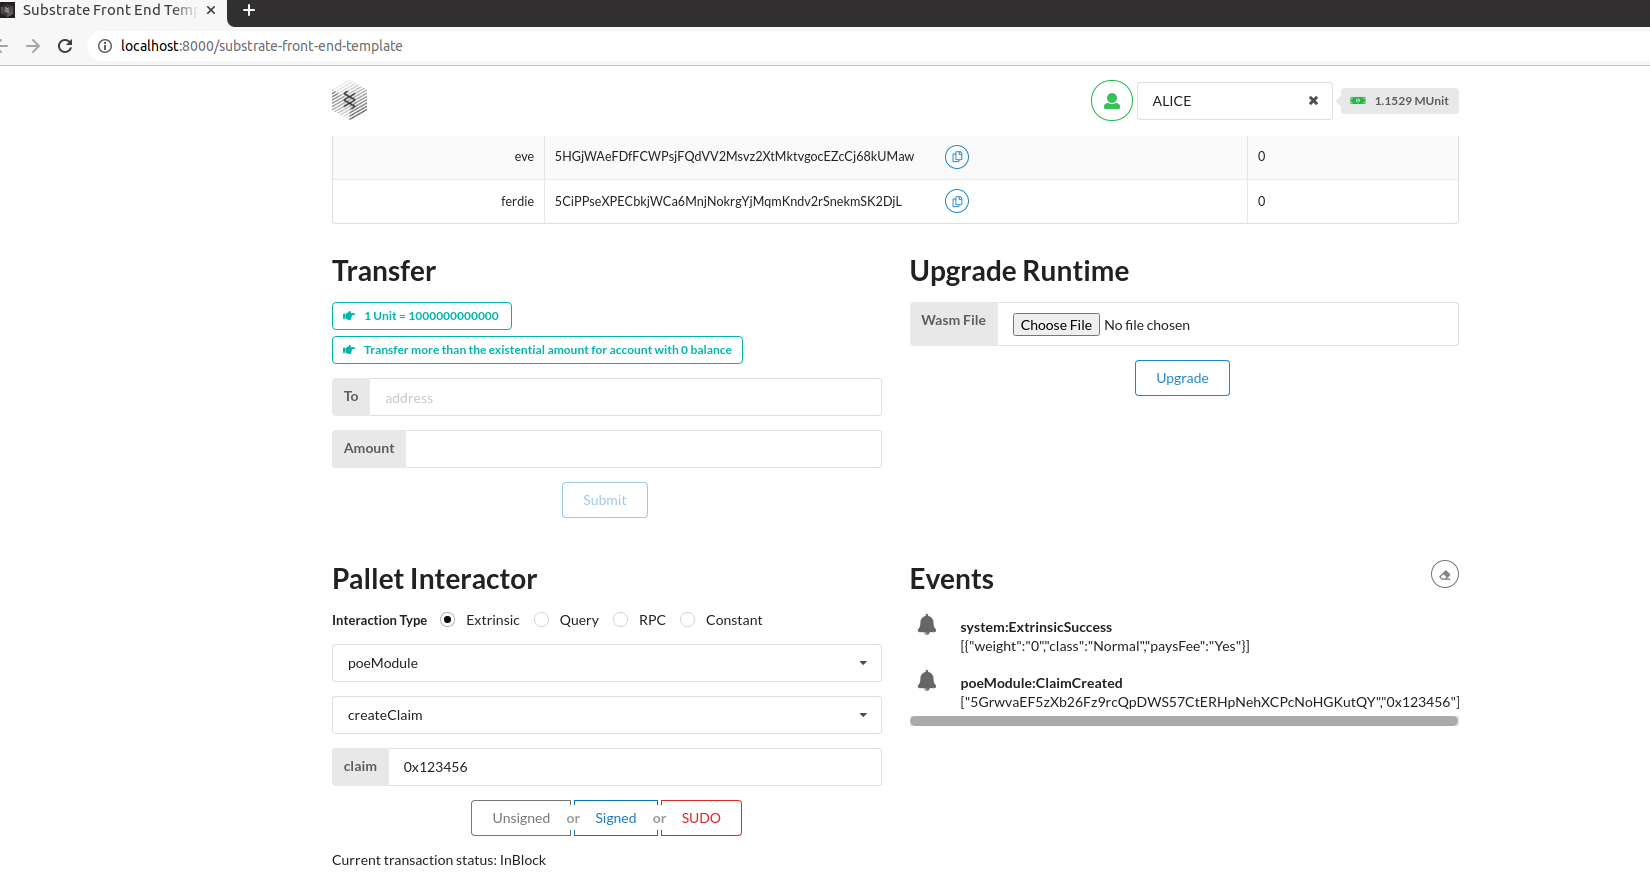 Substrate Front End Temp
localhost:8000/substrate-front-end-template
ALICE
1.1529 MUnit
eve 5HGjWAeFDfFCWPsjFQdVV2Msvz2XtMktvgocEZcCj68kUMaw 0
ferdie 5CiPPseXPECbkjWCa6MnjNokrgYjMqmKndv2rSnekmSK2DjL 0
Transfer
1 Unit = 1000000000000
Transfer more than the existential amount for account with 0 balance
To address
Amount
Submit
Upgrade Runtime
Wasm File Choose File No file chosen
Upgrade
Pallet Interactor
Interaction Type Extrinsic Query RPC Constant
poeModule
createClaim
claim 0x123456
Unsigned or Signed or SUDO
Current transaction status: InBlock
Events
system:ExtrinsicSuccess
[{"weight":"0","class":"Normal","paysFee":"Yes"}]
poeModule:ClaimCreated
["5GrwvaEF5zXb26Fz9rcQpDWS57CtERHpNehXCPcNoHGKutQY","0x123456"]